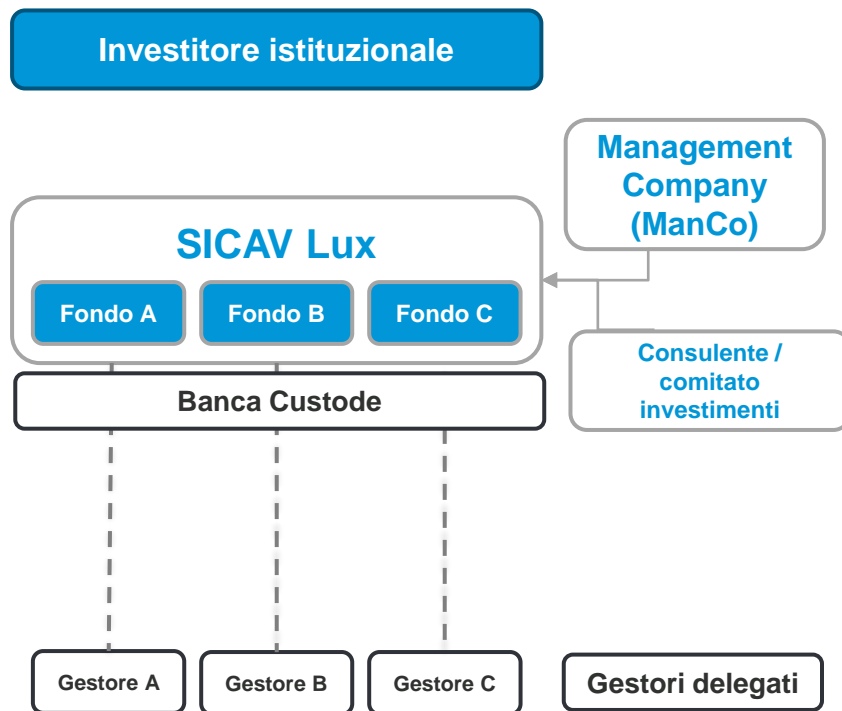 Investitore istituzionale
Management
Company
(ManCo)
SICAV Lux
Fondo A
Fondo B
Fondo C
Consulente /
comitato
investimenti
Banca Custode
Gestore A
Gestore B
Gestore C
Gestori delegati